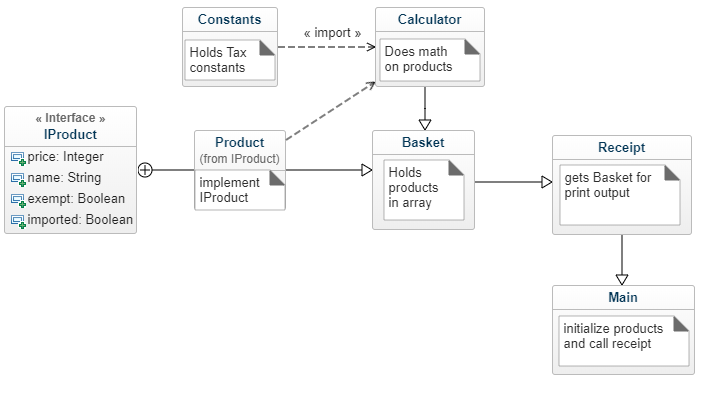 Constants
Holds Tax
constants
« import »
Calculator
Does math
on products
« Interface »
IProduct
price: Integer
name: String
exempt: Boolean
imported: Boolean
Product
(from IProduct)
implement
IProduct
Basket
Holds
products
in array
Receipt
gets Basket for
print output
Main
initialize products
and call receipt